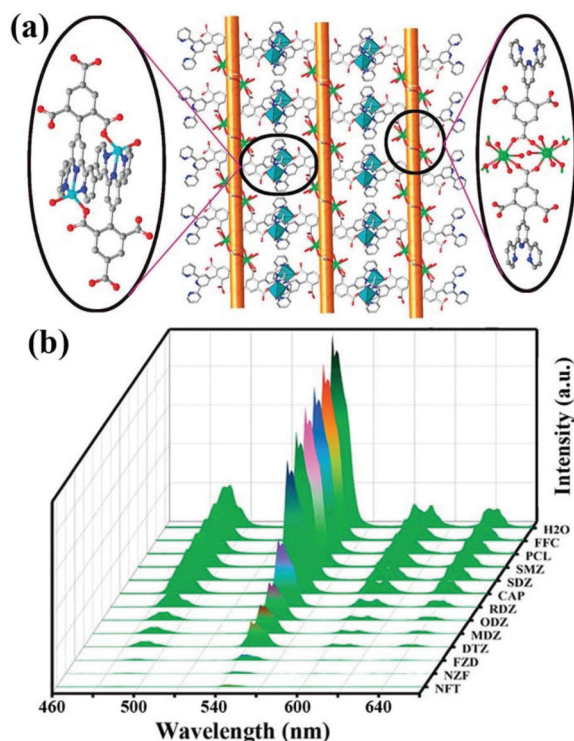 (a)
(b)
Intensity (a.u.)
H2O
FFC
PCL
SMZ
SDZ
CAP
RDZ
ODZ
MDZ
DTZ
FZD
NZF
NFT
460 500 540 580 600 640
Wavelength (nm)